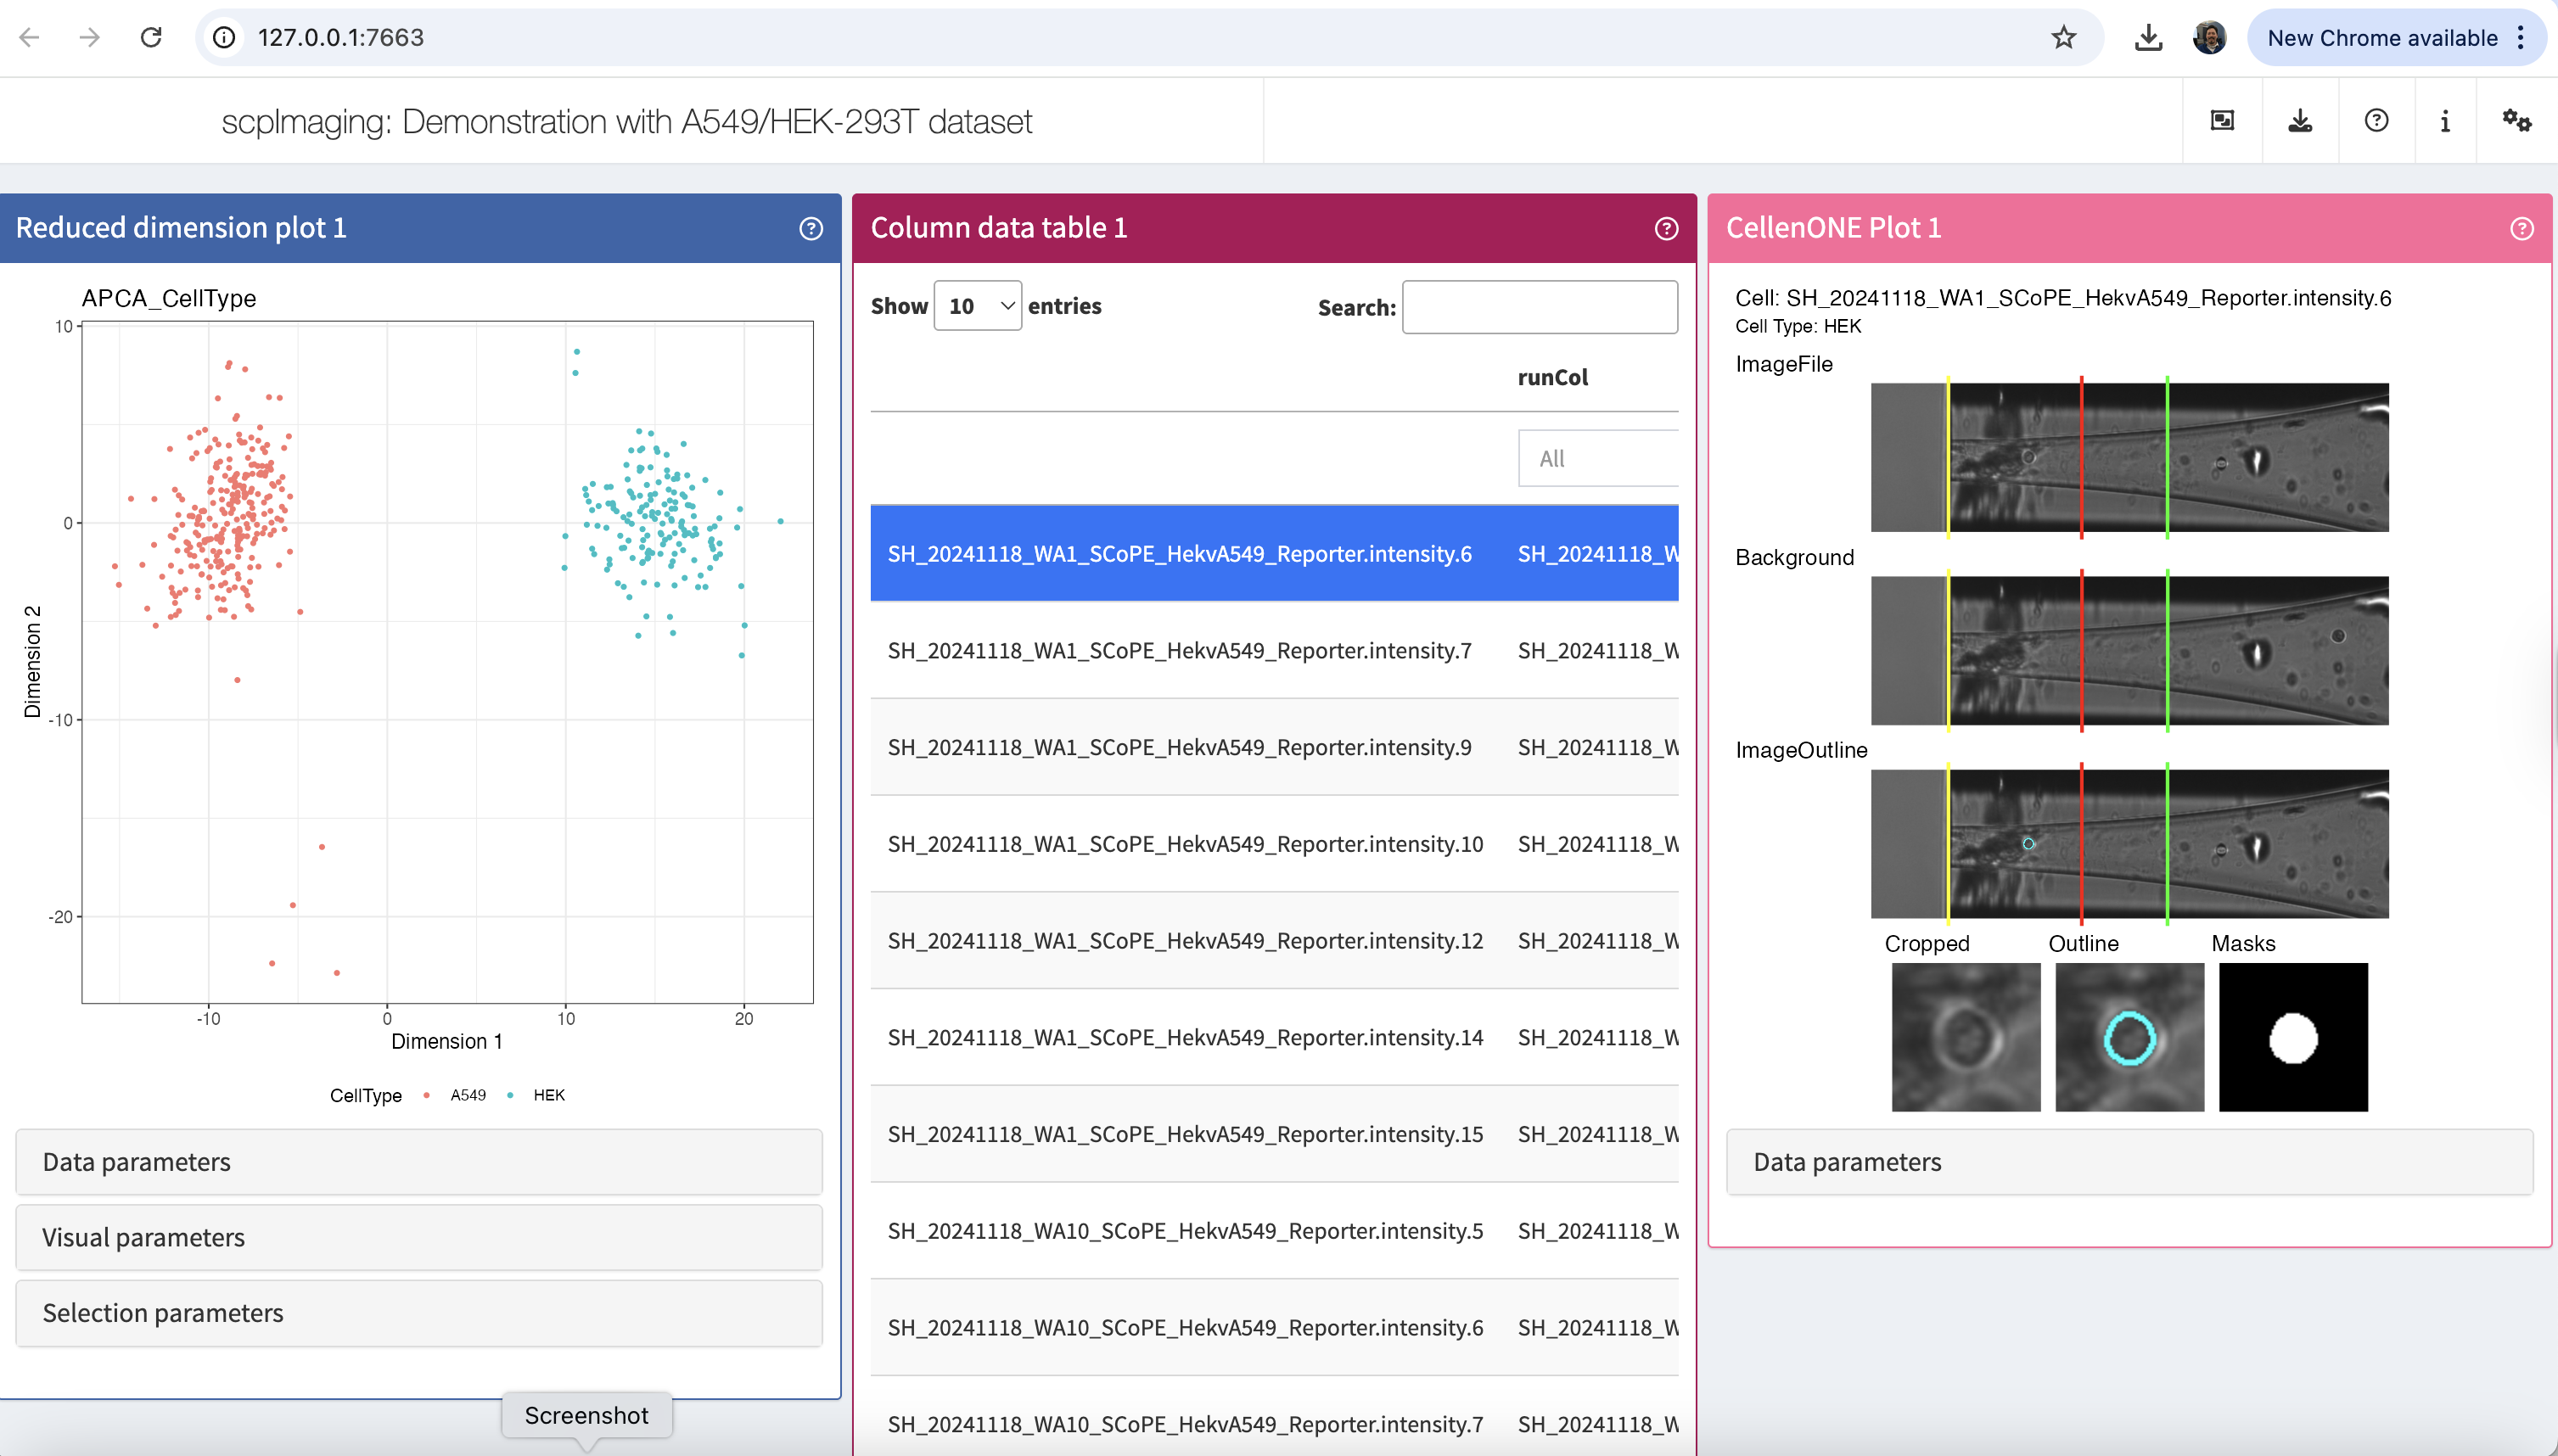 127.0.0.1:7663
New Chrome available
scpImaging: Demonstration with A549/HEK-293T dataset
Reduced dimension plot 1
APCA_CellType
10
0
-10
-20
Dimension 2
-10 0 10 20
Dimension 1
CellType A549 HEK
Data parameters
Visual parameters
Selection parameters
Screenshot
Column data table 1
Show 10 entries Search:
runCol
All
SH_20241118_WA1_SCoPE_HekvA549_Reporter.intensity.6 SH_20241118_W
SH_20241118_WA1_SCoPE_HekvA549_Reporter.intensity.7 SH_20241118_W
SH_20241118_WA1_SCoPE_HekvA549_Reporter.intensity.9 SH_20241118_W
SH_20241118_WA1_SCoPE_HekvA549_Reporter.intensity.10 SH_20241118_W
SH_20241118_WA1_SCoPE_HekvA549_Reporter.intensity.12 SH_20241118_W
SH_20241118_WA1_SCoPE_HekvA549_Reporter.intensity.14 SH_20241118_W
SH_20241118_WA1_SCoPE_HekvA549_Reporter.intensity.15 SH_20241118_W
SH_20241118_WA10_SCoPE_HekvA549_Reporter.intensity.5 SH_20241118_W
SH_20241118_WA10_SCoPE_HekvA549_Reporter.intensity.6 SH_20241118_W
SH_20241118_WA10_SCoPE_HekvA549_Reporter.intensity.7 SH_20241118_W
CellenONE Plot 1
Cell: SH_20241118_WA1_SCoPE_HekvA549_Reporter.intensity.6
Cell Type: HEK
ImageFile
Background
ImageOutline
Cropped Outline Masks
Data parameters